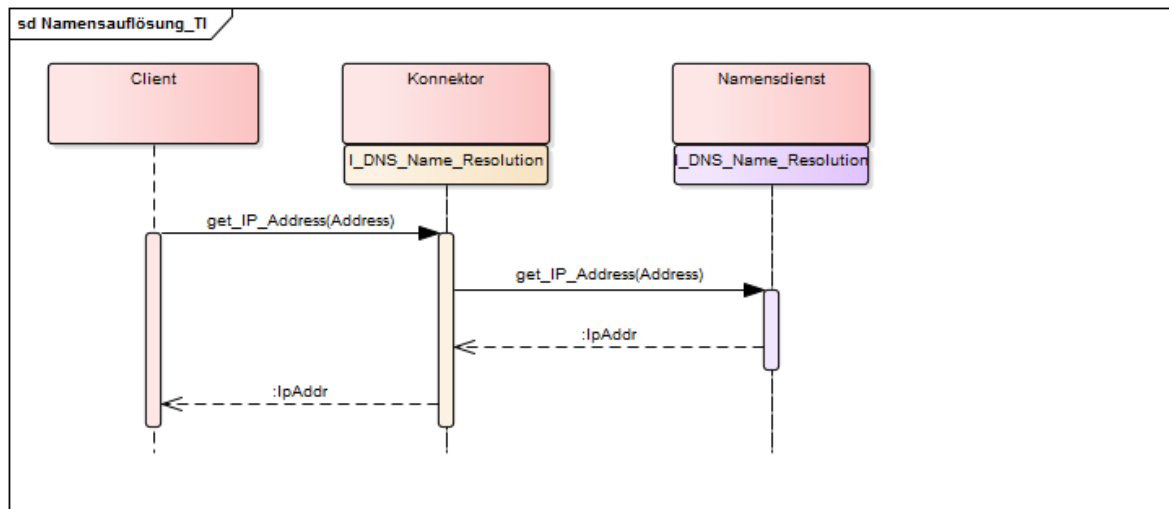 sd Namensauflösung_TI
Client
Konnektor
Namensdienst
I_DNS_Name_Resolution
I_DNS_Name_Resolution
get_IP_Address(Address)
get_IP_Address(Address)
:IpAddr
:IpAddr